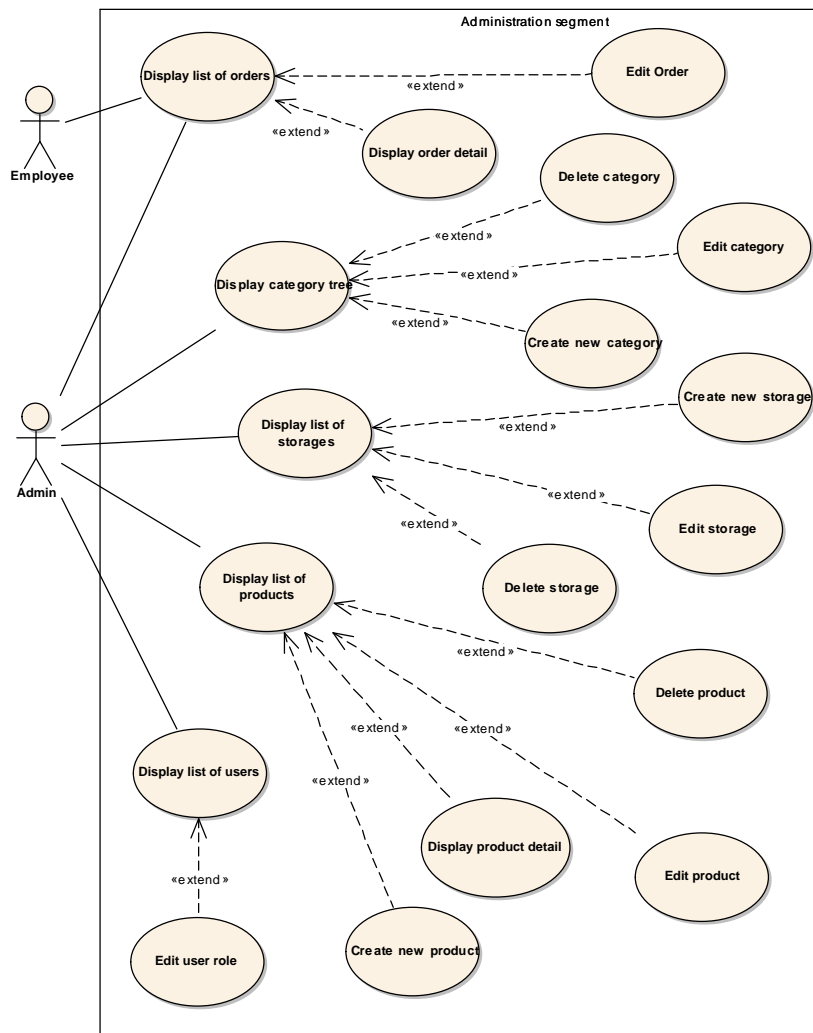 Administration segment
Display list of orders
«extend»
Edit Order
Employee
«extend»
Display order detail
Delete category
«extend»
Edit category
Display category tree
«extend»
«extend»
Create new category
Create new storage
Display list of
storages
«extend»
Admin
«extend»
Edit storage
«extend»
Display list of
products
Delete storage
«extend»
Delete product
«extend»
«extend»
Display list of users
«extend»
Display product detail
Edit product
«extend»
Edit user role
Create new product